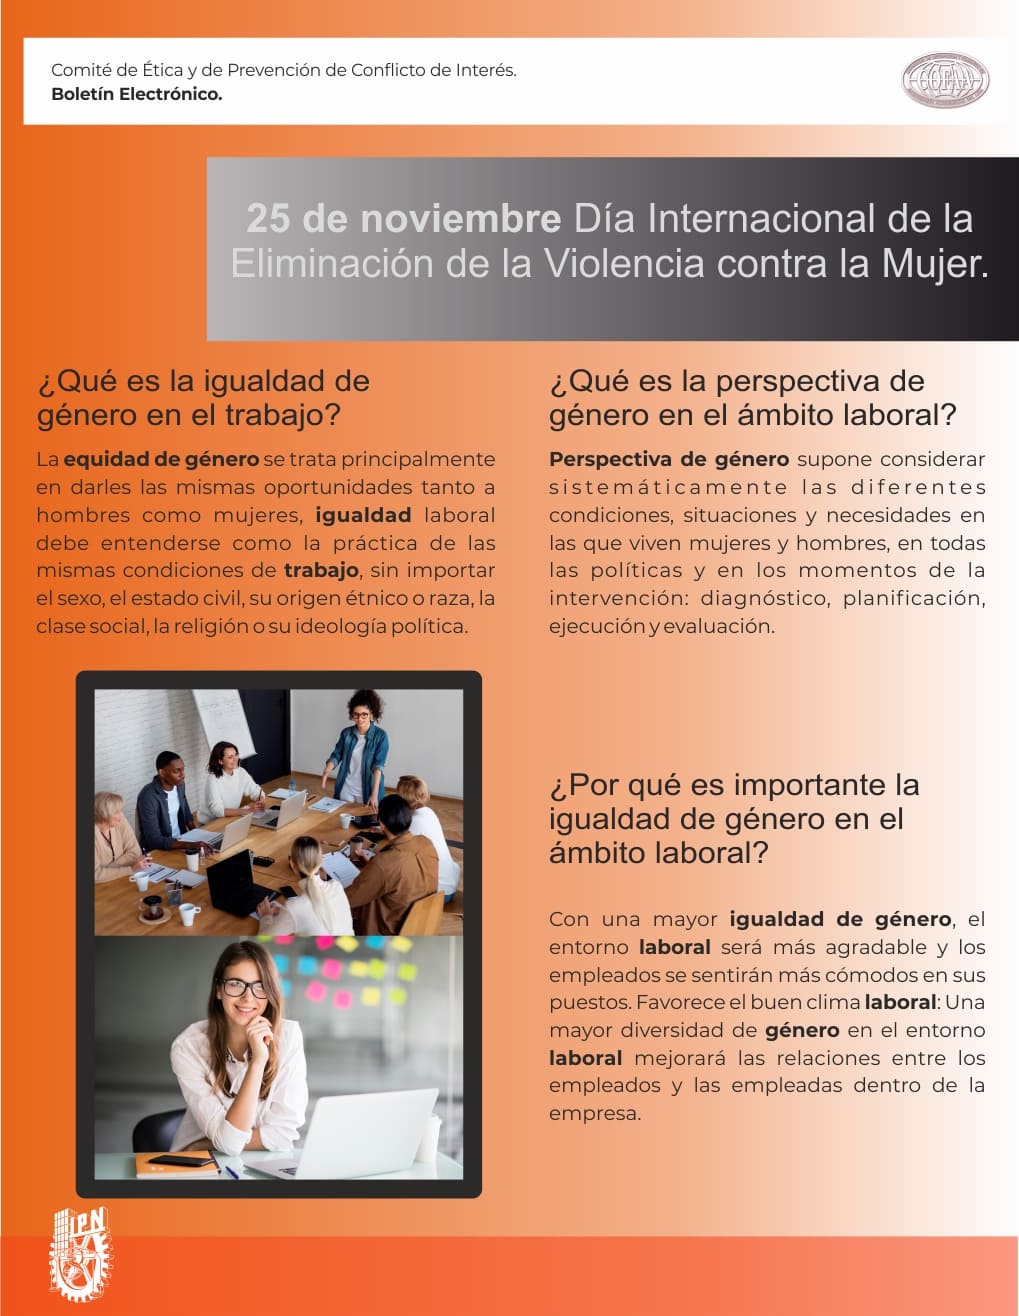 Comité de Ética y de Prevención de Conflicto de Interés.
Boletín Electrónico.
COFAA
25 de noviembre Día Internacional de la
Eliminación de la Violencia contra la Mujer.
¿Qué es la igualdad de
género en el trabajo?
La equidad de género se trata principalmente
en darles las mismas oportunidades tanto a
hombres como mujeres, igualdad laboral
debe entenderse como la práctica de las
mismas condiciones de trabajo, sin importar
el sexo, el estado civil, su origen étnico o raza, la
clase social, la religión o su ideología política.
¿Qué es la perspectiva de
género en el ámbito laboral?
Perspectiva de género supone considerar
sistemáticamente las diferentes
condiciones, situaciones y necesidades en
las que viven mujeres y hombres, en todas
las políticas y en los momentos de la
intervención: diagnóstico, planificación,
ejecución y evaluación.
¿Por qué es importante la
igualdad de género en el
ámbito laboral?
Con una mayor igualdad de género, el
entorno laboral será más agradable y los
empleados se sentirán más cómodos en sus
puestos. Favorece el buen clima laboral: Una
mayor diversidad de género en el entorno
laboral mejorará las relaciones entre los
empleados y las empleadas dentro de la
empresa.
IPN